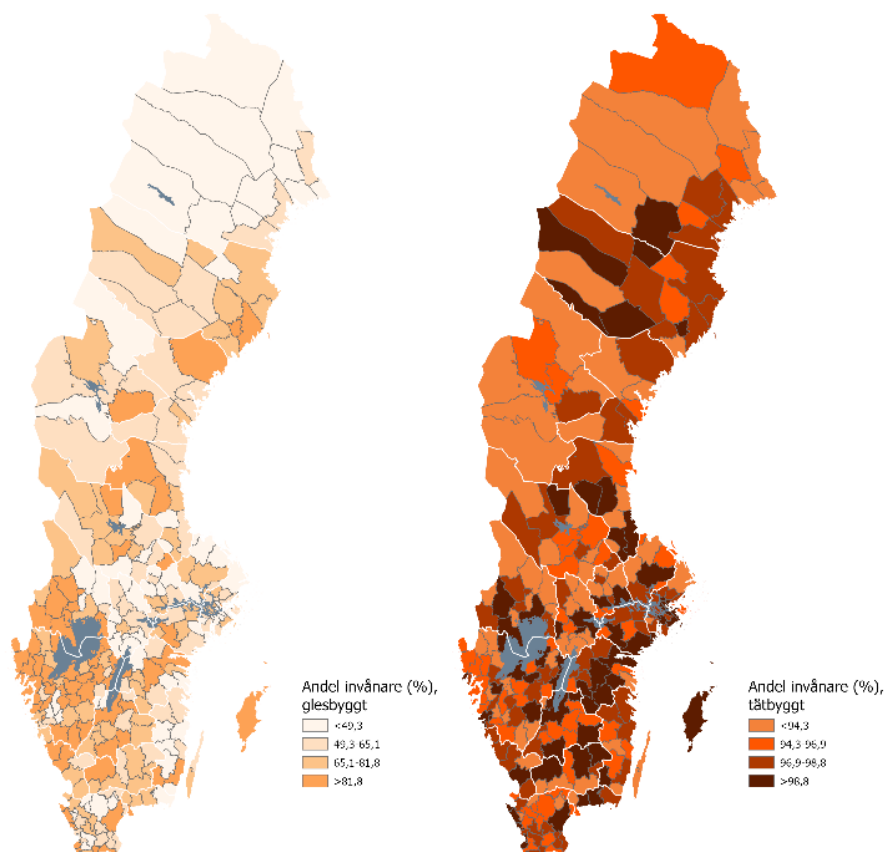 Andel invånare (%),
glesbyggt
<49,3
49,3-65,1
65,1-81,8
>81,8
Andel invånare (%),
tätbyggt
<94,3
94,3-96,9
96,9-98,8
>98,8